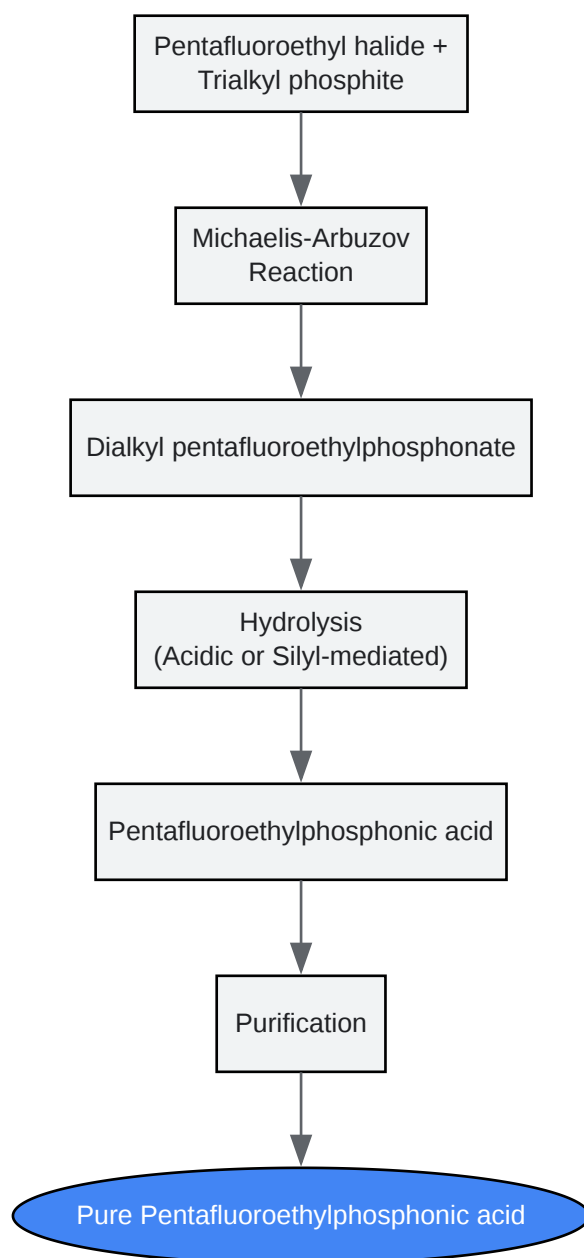 Pentafluoroethyl halide +
Trialkyl phosphite
Michaelis-Arbuzov
Reaction
Dialkyl pentafluoroethylphosphonate
Hydrolysis
(Acidic or Silyl-mediated)
Pentafluoroethylphosphonic acid
Purification
Pure Pentafluoroethylphosphonic acid